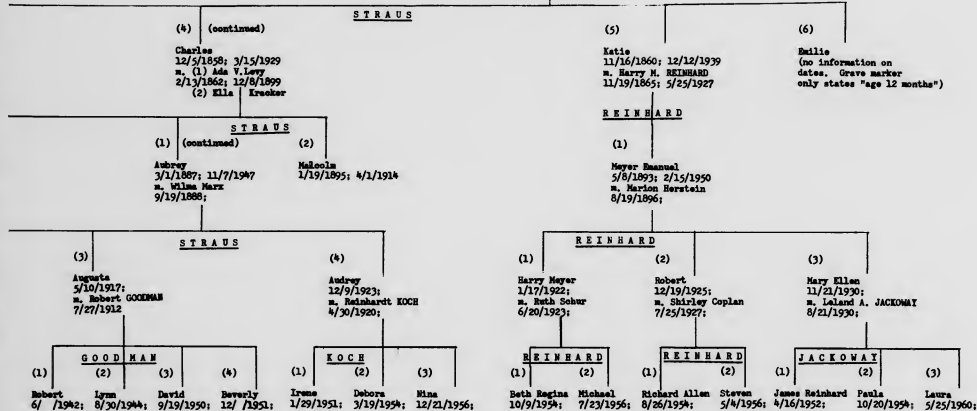 STRAUS
(4) (continued)
Charles
12/5/1858; 3/15/1929
m. (1) Ada V.Levy
2/13/1862; 12/8/1899
(2) Ella Kracker
(5)
Katie
11/16/1860; 12/12/1939
m. Harry M. REINHARD
11/19/1865; 5/25/1927
(6)
Emilie
(no information on
dates. Grave marker
only states "age 12 months")
STRAUS
(1) (continued)
Aubrey
3/1/1887; 11/7/1947
m. Wilma Marx
9/19/1888;
(2)
Malcolm
1/19/1895; 4/1/1914
REINHARD
(1)
Meyer Emanuel
5/8/1893; 2/15/1950
m. Marion Herstein
8/19/1896;
STRAUS
(3)
Augusta
5/10/1917;
m. Robert GOODMAN
7/27/1912
(4)
Audrey
12/9/1923;
m. Reinhardt KOCH
4/30/1920;
REINHARD
(1)
Harry Meyer
1/17/1922;
m. Ruth Schur
6/20/1923;
(2)
Robert
12/19/1925;
m. Shirley Coplan
7/25/1927;
(3)
Mary Ellen
11/21/1930;
m. Leland A. JACKOWAY
8/21/1930;
GOODMAN
(1)
Robert
6/ /1942;
(2)
Lynn
8/30/1944;
(3)
David
9/19/1950;
(4)
Beverly
12/ /1951;
KOCH
(1)
Irene
1/29/1951;
(2)
Debora
3/19/1954;
(3)
Nina
12/21/1956;
REINHARD
(1)
Beth Regina
10/9/1954;
(2)
Michael
7/23/1956
REINHARD
(1)
Richard Allen
8/26/1954;
(2)
Steven
5/4/1956;
JACKOWAY
(1)
James Reinhard
4/16/1952;
(2)
Paula
10/20/1954;
(3)
Laura
5/25/1960;